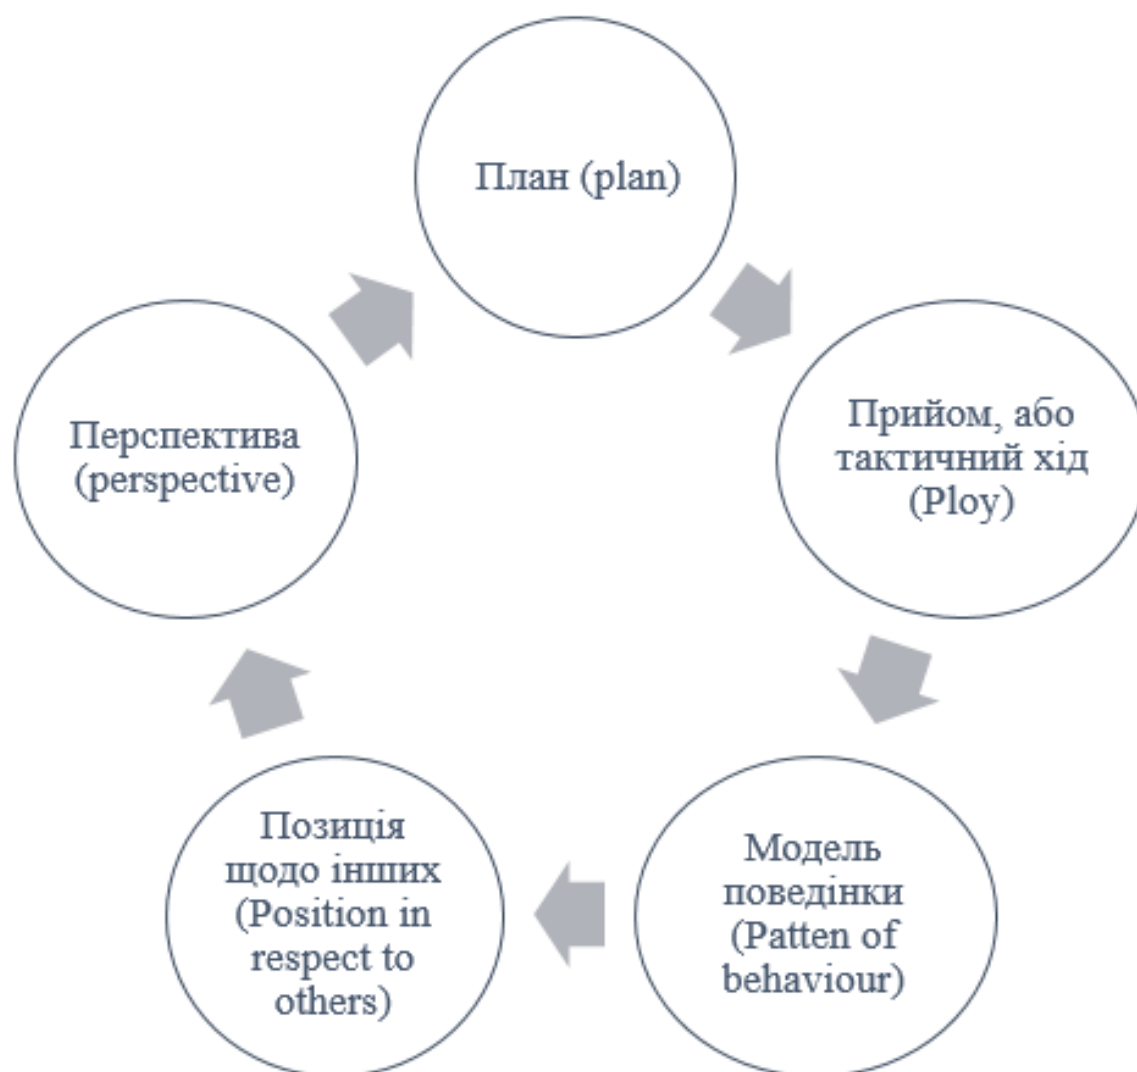 План (plan)
Прийом, або
тактичний хід
(Ploy)
Модель
поведінки
(Patten of
behaviour)
Позиція
щодо інших
(Position in
respect to
others)
Перспектива
(perspective)